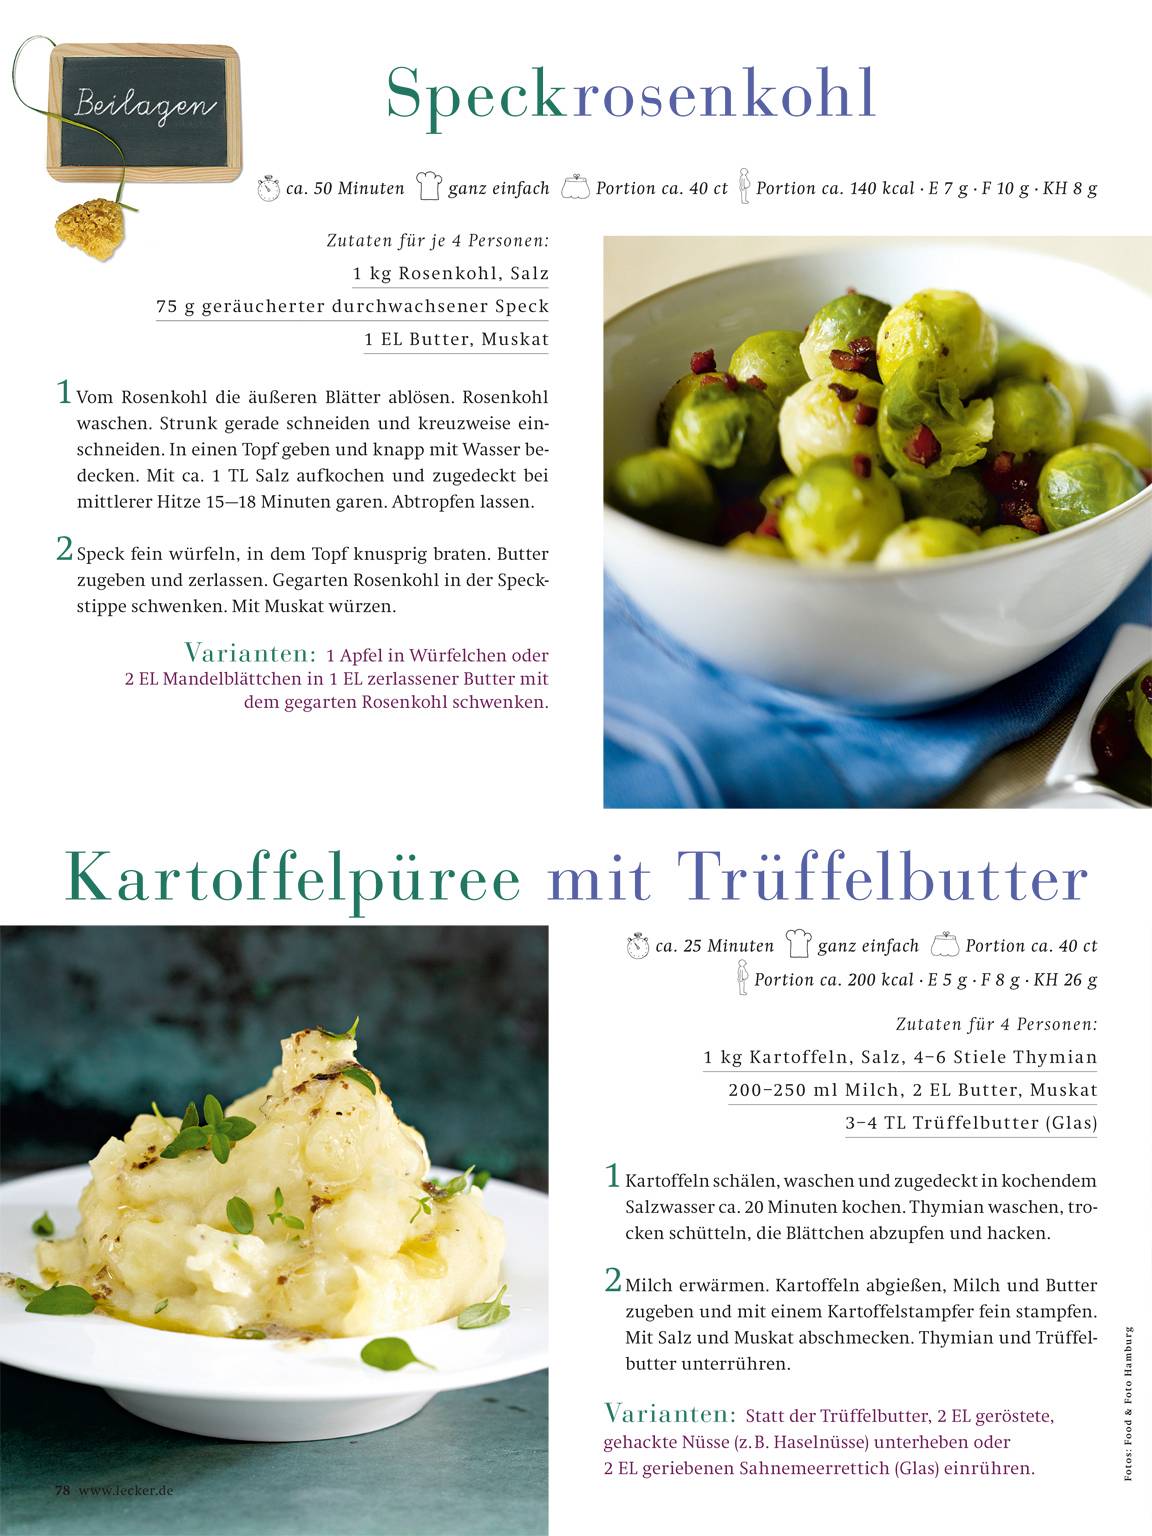 Beilagen
Speckrosenkohl
ca. 50 Minuten ganz einfach Portion ca. 40 ct Portion ca. 140 kcal · E 7 g · F 10 g · KH 8 g
Zutaten für je 4 Personen:
1 kg Rosenkohl, Salz
75 g geräucherter durchwachsener Speck
1 EL Butter, Muskat
1 Vom Rosenkohl die äußeren Blätter ablösen. Rosenkohl
waschen. Strunk gerade schneiden und kreuzweise ein-
schneiden. In einen Topf geben und knapp mit Wasser be-
decken. Mit ca. 1 TL Salz aufkochen und zugedeckt bei
mittlerer Hitze 15—18 Minuten garen. Abtropfen lassen.
2 Speck fein würfeln, in dem Topf knusprig braten. Butter
zugeben und zerlassen. Gegarten Rosenkohl in der Speck-
stippe schwenken. Mit Muskat würzen.
Varianten: 1 Apfel in Würfelchen oder
2 EL Mandelblättchen in 1 EL zerlassener Butter mit
dem gegarten Rosenkohl schwenken.
Kartoffelpüree mit Trüffelbutter
ca. 25 Minuten ganz einfach Portion ca. 40 ct
Portion ca. 200 kcal · E 5 g · F 8 g · KH 26 g
Zutaten für 4 Personen:
1 kg Kartoffeln, Salz, 4–6 Stiele Thymian
200–250 ml Milch, 2 EL Butter, Muskat
3–4 TL Trüffelbutter (Glas)
1 Kartoffeln schälen, waschen und zugedeckt in kochendem
Salzwasser ca. 20 Minuten kochen. Thymian waschen, tro-
cken schütteln, die Blättchen abzupfen und hacken.
2 Milch erwärmen. Kartoffeln abgießen, Milch und Butter
zugeben und mit einem Kartoffelstampfer fein stampfen.
Mit Salz und Muskat abschmecken. Thymian und Trüffel-
butter unterrühren.
Varianten: Statt der Trüffelbutter, 2 EL geröstete,
gehackte Nüsse (z. B. Haselnüsse) unterheben oder
2 EL geriebenen Sahnemeerrettich (Glas) einrühren.
Fotos: Food & Foto Hamburg
78 www.lecker.de